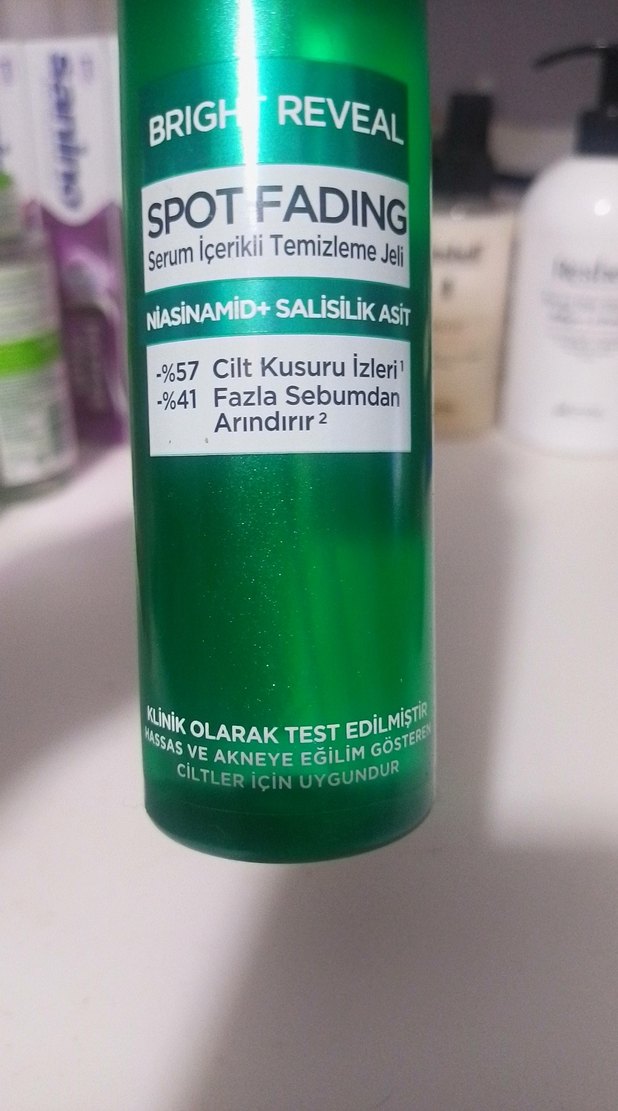 BRIGHT REVEAL
SPOT FADING
Serum İçerikli Temizleme Jeli
NİASİNAMİD+ SALİSİLİK ASİT
-%57 Cilt Kusuru İzleri¹
-%41 Fazla Sebumdan
Arındırır²
KLİNİK OLARAK TEST EDİLMİŞTİR
HASSAS VE AKNEYE EĞİLİM GÖSTEREN
CİLTLER İÇİN UYGUNDUR
sanino